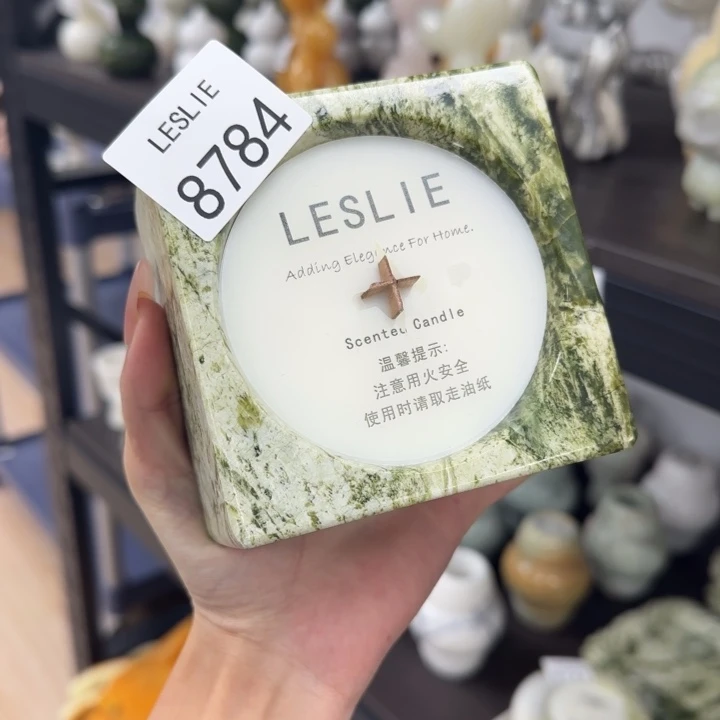 LESLIE
8784
LESLIE
Adding Elegance For Home.
Scented Candle
温馨提示:
注意用火安全
使用时请取走油纸